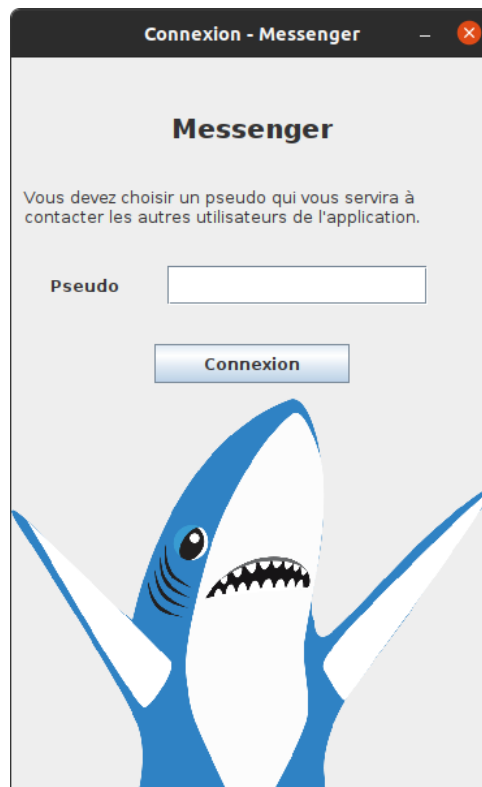 Connexion - Messenger
Messenger
Vous devez choisir un pseudo qui vous servira à
contacter les autres utilisateurs de l'application.
Pseudo
Connexion